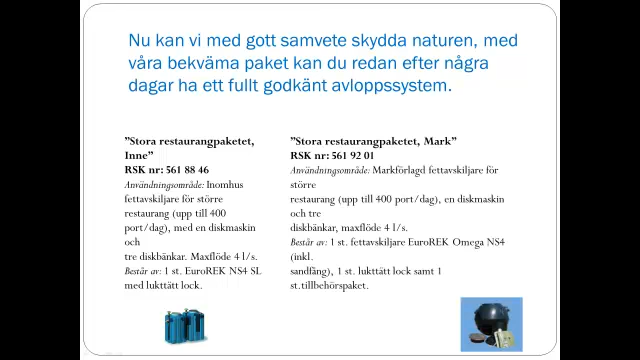 Nu kan vi med gott samvete skydda naturen, med
våra bekväma paket kan du redan efter några
dagar ha ett fullt godkänt avloppssystem.
”Stora restaurangpaketet,
Inne”
RSK nr: 561 88 46
Användningsområde: Inomhus
fettavskiljare för större
restaurang (upp till 400
port/dag), med en diskmaskin
och
tre diskbänkar. Maxflöde 4 l/s.
Består av: 1 st. EuroREK NS4 SL
med lukttätt lock.
”Stora restaurangpaketet, Mark”
RSK nr: 561 92 01
Användningsområde: Markförlagd fettavskiljare för
större
restaurang (upp till 400 port/dag), en diskmaskin
och tre
diskbänkar, maxflöde 4 l/s.
Består av: 1 st. fettavskiljare EuroREK Omega NS4
(inkl.
sandfång), 1 st. lukttätt lock samt 1
st.tillbehörspaket.